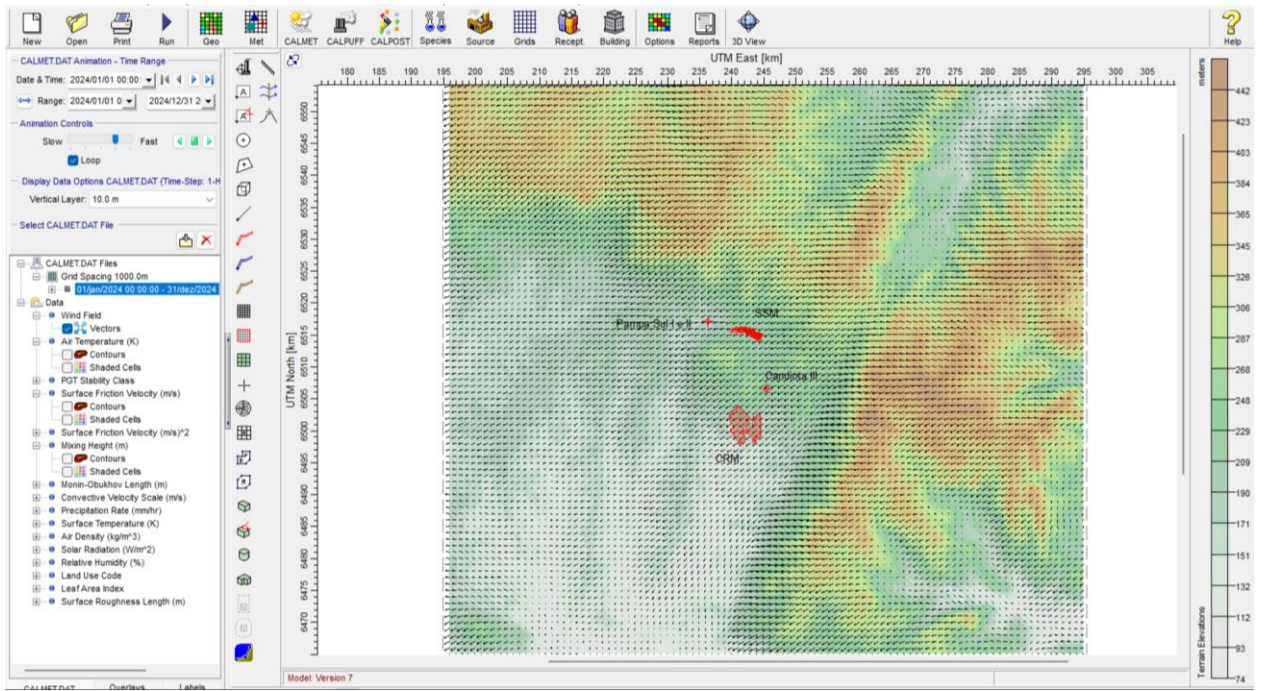 New Open Print Run Geo Met CALMET CALPUFF CALPOST Species Source Grids Recept. Building Options Reports 3D View Help
CALMET.DAT Animation - Time Range
Date & Time: 2024/01/01 00:00:
Range: 2024/01/01 0 2024/12/31 2
Animation Controls
Slow Fast
Loop
Display Data Options CALMET.DAT (Time-Step: 1-H
Vertical Layer: 10.0 m
Select CALMET.DAT File
CALMET.DAT Files
Grid Spacing 1000.0m
01/jan/2024 00:00:00 - 31/dez/2024
Data
Wind Field
Vectors
Air Temperature (K)
Contours
Shaded Cells
PGT Stability Class
Surface Friction Velocity (m/s)
Contours
Shaded Cells
Surface Friction Velocity (m/s)^2
Mixing Height (m)
Contours
Shaded Cells
Monin-Obukhov Length (m)
Convective Velocity Scale (m/s)
Precipitation Rate (mm/hr)
Surface Temperature (K)
Air Density (kg/m^3)
Solar Radiation (W/m^2)
Relative Humidity (%)
Land Use Code
Leaf Area Index
Surface Roughness Length (m)
CALMET.DAT Overlays Labels
UTM East [km]
180 185 190 195 200 205 210 215 220 225 230 235 240 245 250 255 260 265 270 275 280 285 290 295 300 305
UTM North [km]
6550
6545
6540
6535
6530
6525
6520
6515
6510
6505
6500
6495
6490
6485
6480
6475
6470
SSM
Pampa Sul I e II
Candiota III
CRM
Model: Version 7
meters
442
423
403
384
365
345
326
306
287
268
248
229
209
190
171
151
132
112
93
74
Terrain Elevations